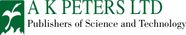 A K PETERS LTD
Publishers of Science and Technology